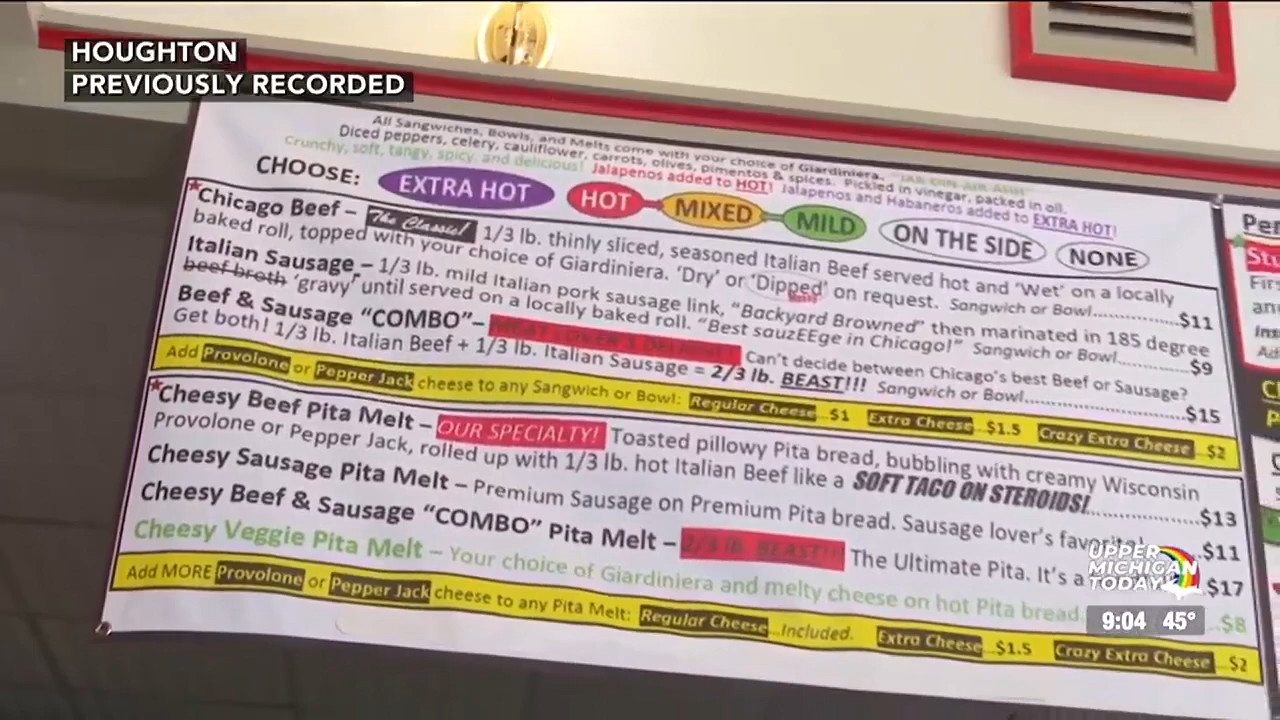 HOUGHTON
PREVIOUSLY RECORDED
All Sangwiches, Bowls, and Melts come with your choice of Giardiniera.
Diced peppers, celery, cauliflower, carrots, olives, pimentos & spices. Pickled in vinegar, packed in oil.
Crunchy, soft, tangy, spicy, and delicious! Jalapenos added to HOT! Jalapenos and Habaneros added to EXTRA HOT!
CHOOSE: EXTRA HOT HOT MIXED MILD ON THE SIDE NONE
*Chicago Beef – The Classic! 1/3 lb. thinly sliced, seasoned Italian Beef served hot and 'Wet' on a locally
baked roll, topped with your choice of Giardiniera. 'Dry' or 'Dipped' on request. Sangwich or Bowl............$11
Italian Sausage – 1/3 lb. mild Italian pork sausage link, "Backyard Browned" then marinated in 185 degree
beef broth 'gravy' until served on a locally baked roll. "Best sauzEEge in Chicago!" Sangwich or Bowl............$9
Beef & Sausage "COMBO"– Can't decide between Chicago's best Beef or Sausage?
Get both! 1/3 lb. Italian Beef + 1/3 lb. Italian Sausage = 2/3 lb. BEAST!!! Sangwich or Bowl............$15
Add Provolone or Pepper Jack cheese to any Sangwich or Bowl: Regular Cheese...$1 Extra Cheese...$1.5 Crazy Extra Cheese...$2
*Cheesy Beef Pita Melt – OUR SPECIALTY! Toasted pillowy Pita bread, bubbling with creamy Wisconsin
Provolone or Pepper Jack, rolled up with 1/3 lb. hot Italian Beef like a SOFT TACO ON STEROIDS!............$13
Cheesy Sausage Pita Melt – Premium Sausage on Premium Pita bread. Sausage lover's favorite!...$11
Cheesy Beef & Sausage "COMBO" Pita Melt – 2/3 lb. BEAST!!! The Ultimate Pita. It's a $17
Cheesy Veggie Pita Melt – Your choice of Giardiniera and melty cheese on hot Pita bread...$8
Add MORE Provolone or Pepper Jack cheese to any Pita Melt: Regular Cheese...Included. Extra Cheese...$1.5 Crazy Extra Cheese...$2
UPPER
MICHIGAN
TODAY
9:04 45°